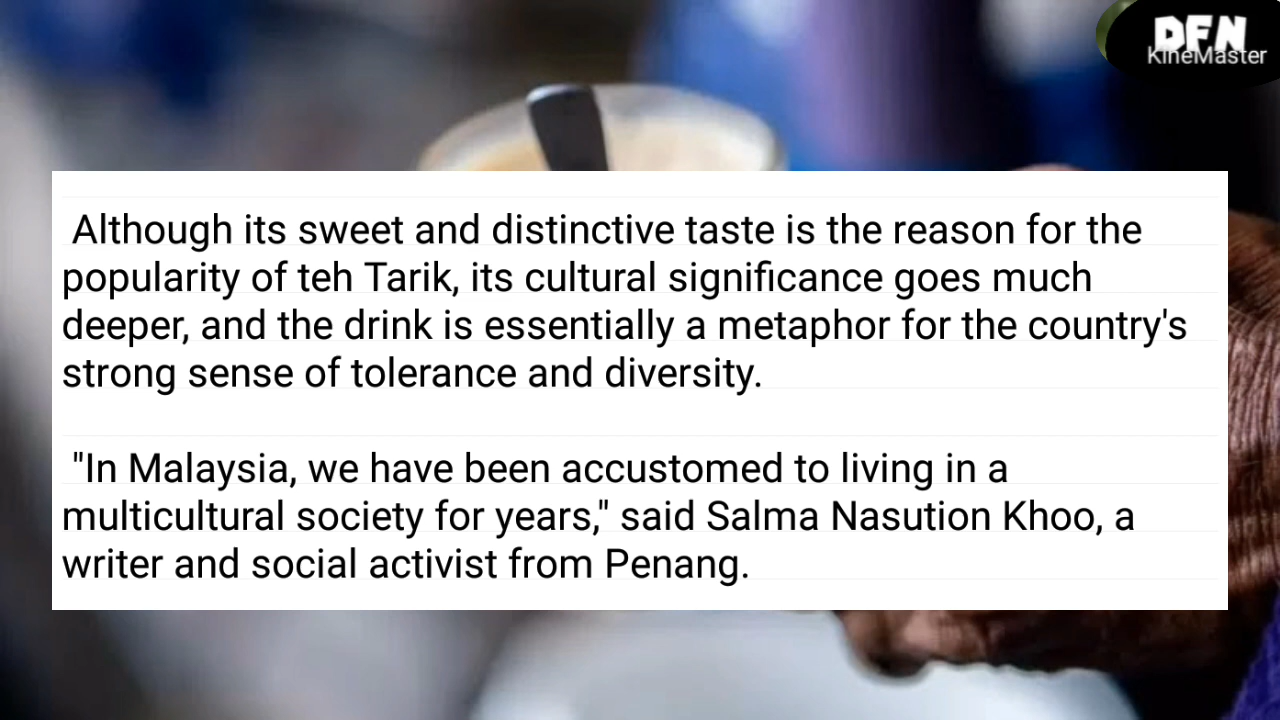 DFN
KineMaster
Although its sweet and distinctive taste is the reason for the
popularity of teh Tarik, its cultural significance goes much
deeper, and the drink is essentially a metaphor for the country's
strong sense of tolerance and diversity.
"In Malaysia, we have been accustomed to living in a
multicultural society for years," said Salma Nasution Khoo, a
writer and social activist from Penang.